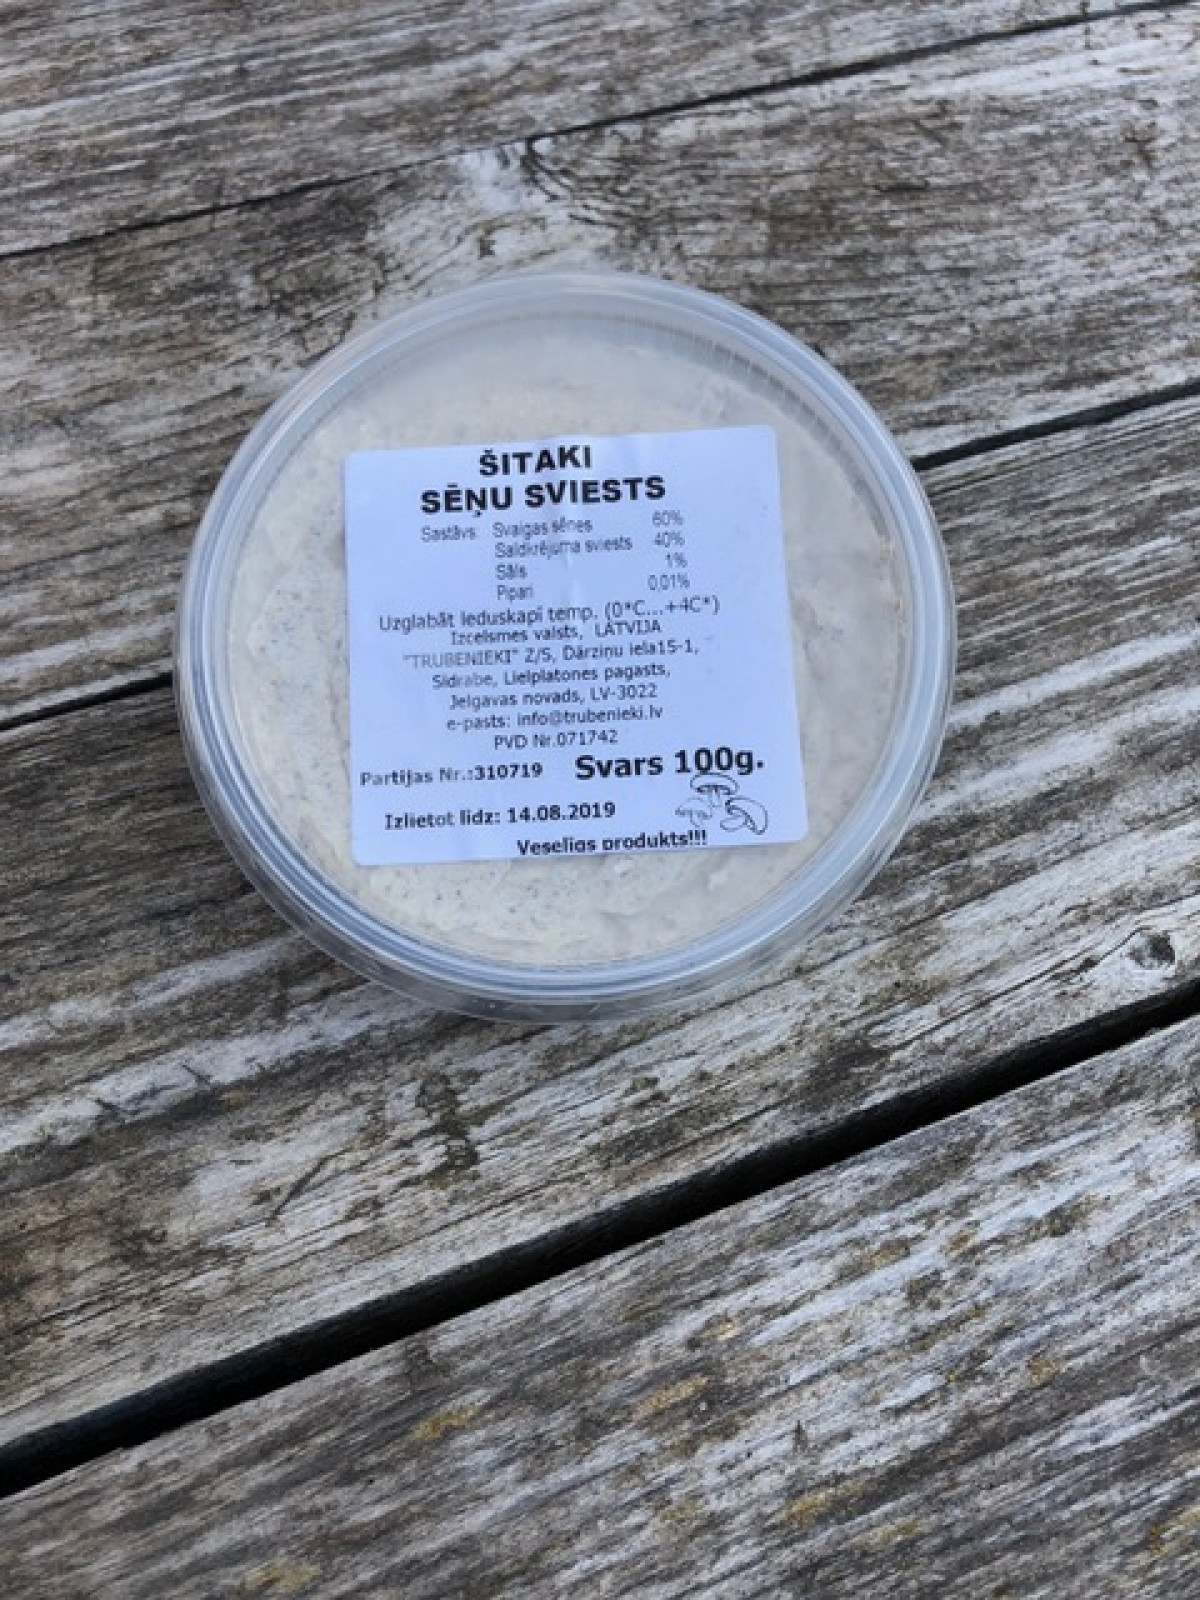 ŠITAKI
SĒŅU SVIESTS
Sastāvs: Svaigas sēnes 60%
Saldkrējuma sviests 40%
Sāls 1%
Pipari 0,01%
Uzglabāt leduskapī temp. (0*C...+4C*)
Izcelsmes valsts, LATVIJA
"TRUBENIEKI" Z/S, Dārziņu iela15-1,
Sidrabe, Lielplatones pagasts,
Jelgavas novads, LV-3022
e-pasts: info@trubenieki.lv
PVD Nr.071742
Partijas Nr.:310719 Svars 100g.
Izlietot līdz: 14.08.2019
Veselīgs produkts!!!